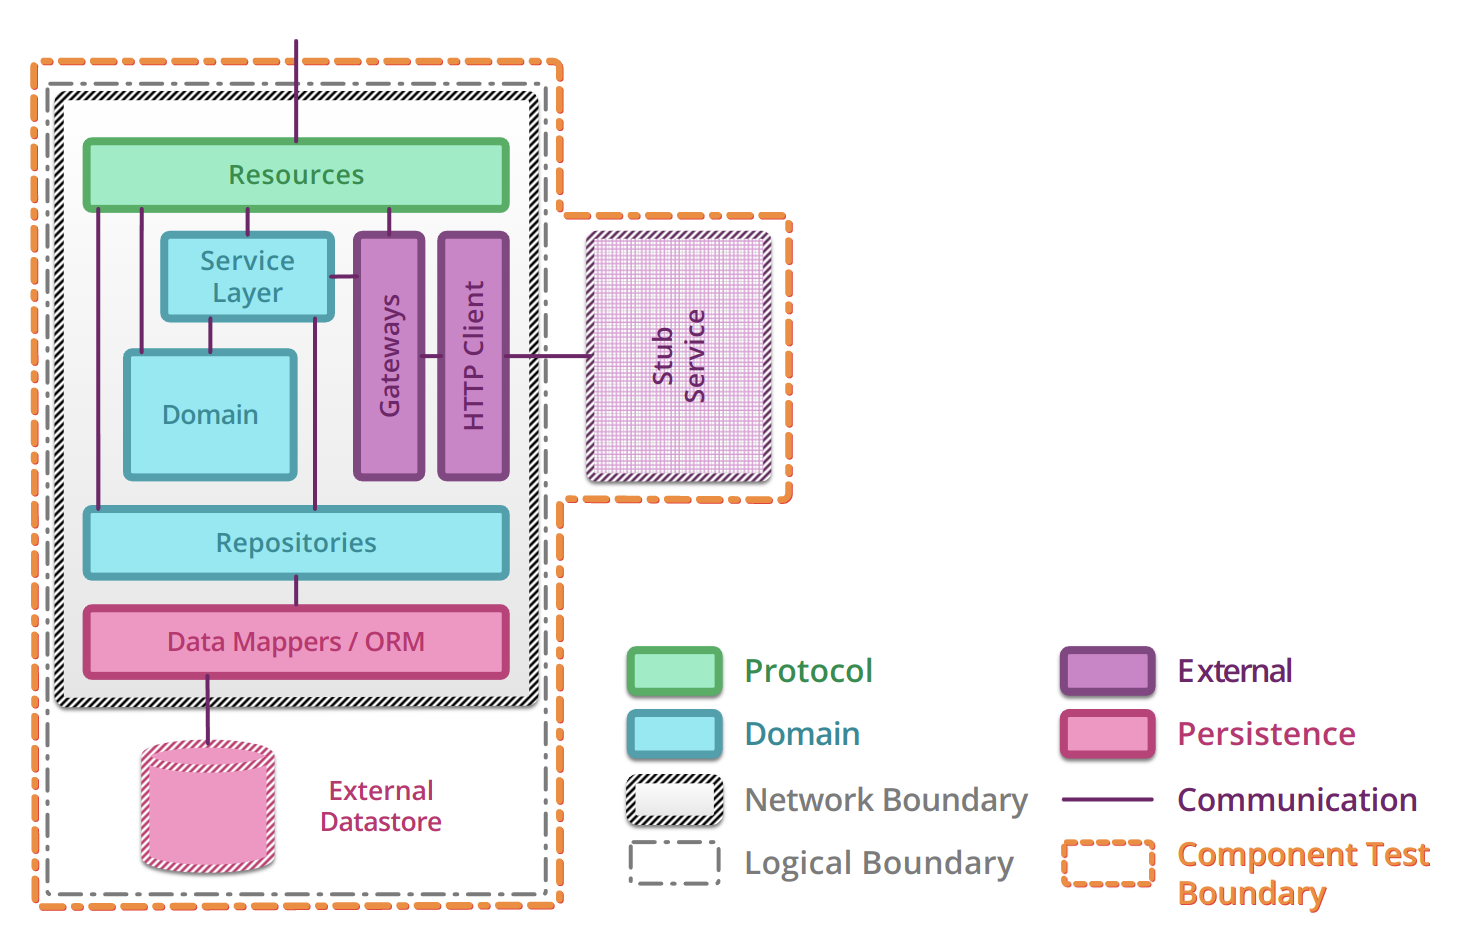 Resources
Service
Layer
Gateways
HTTP Client
Stub
Service
Domain
Repositories
Data Mappers / ORM
External
Datastore
Protocol
Domain
Network Boundary
Logical Boundary
External
Persistence
Communication
Component Test
Boundary